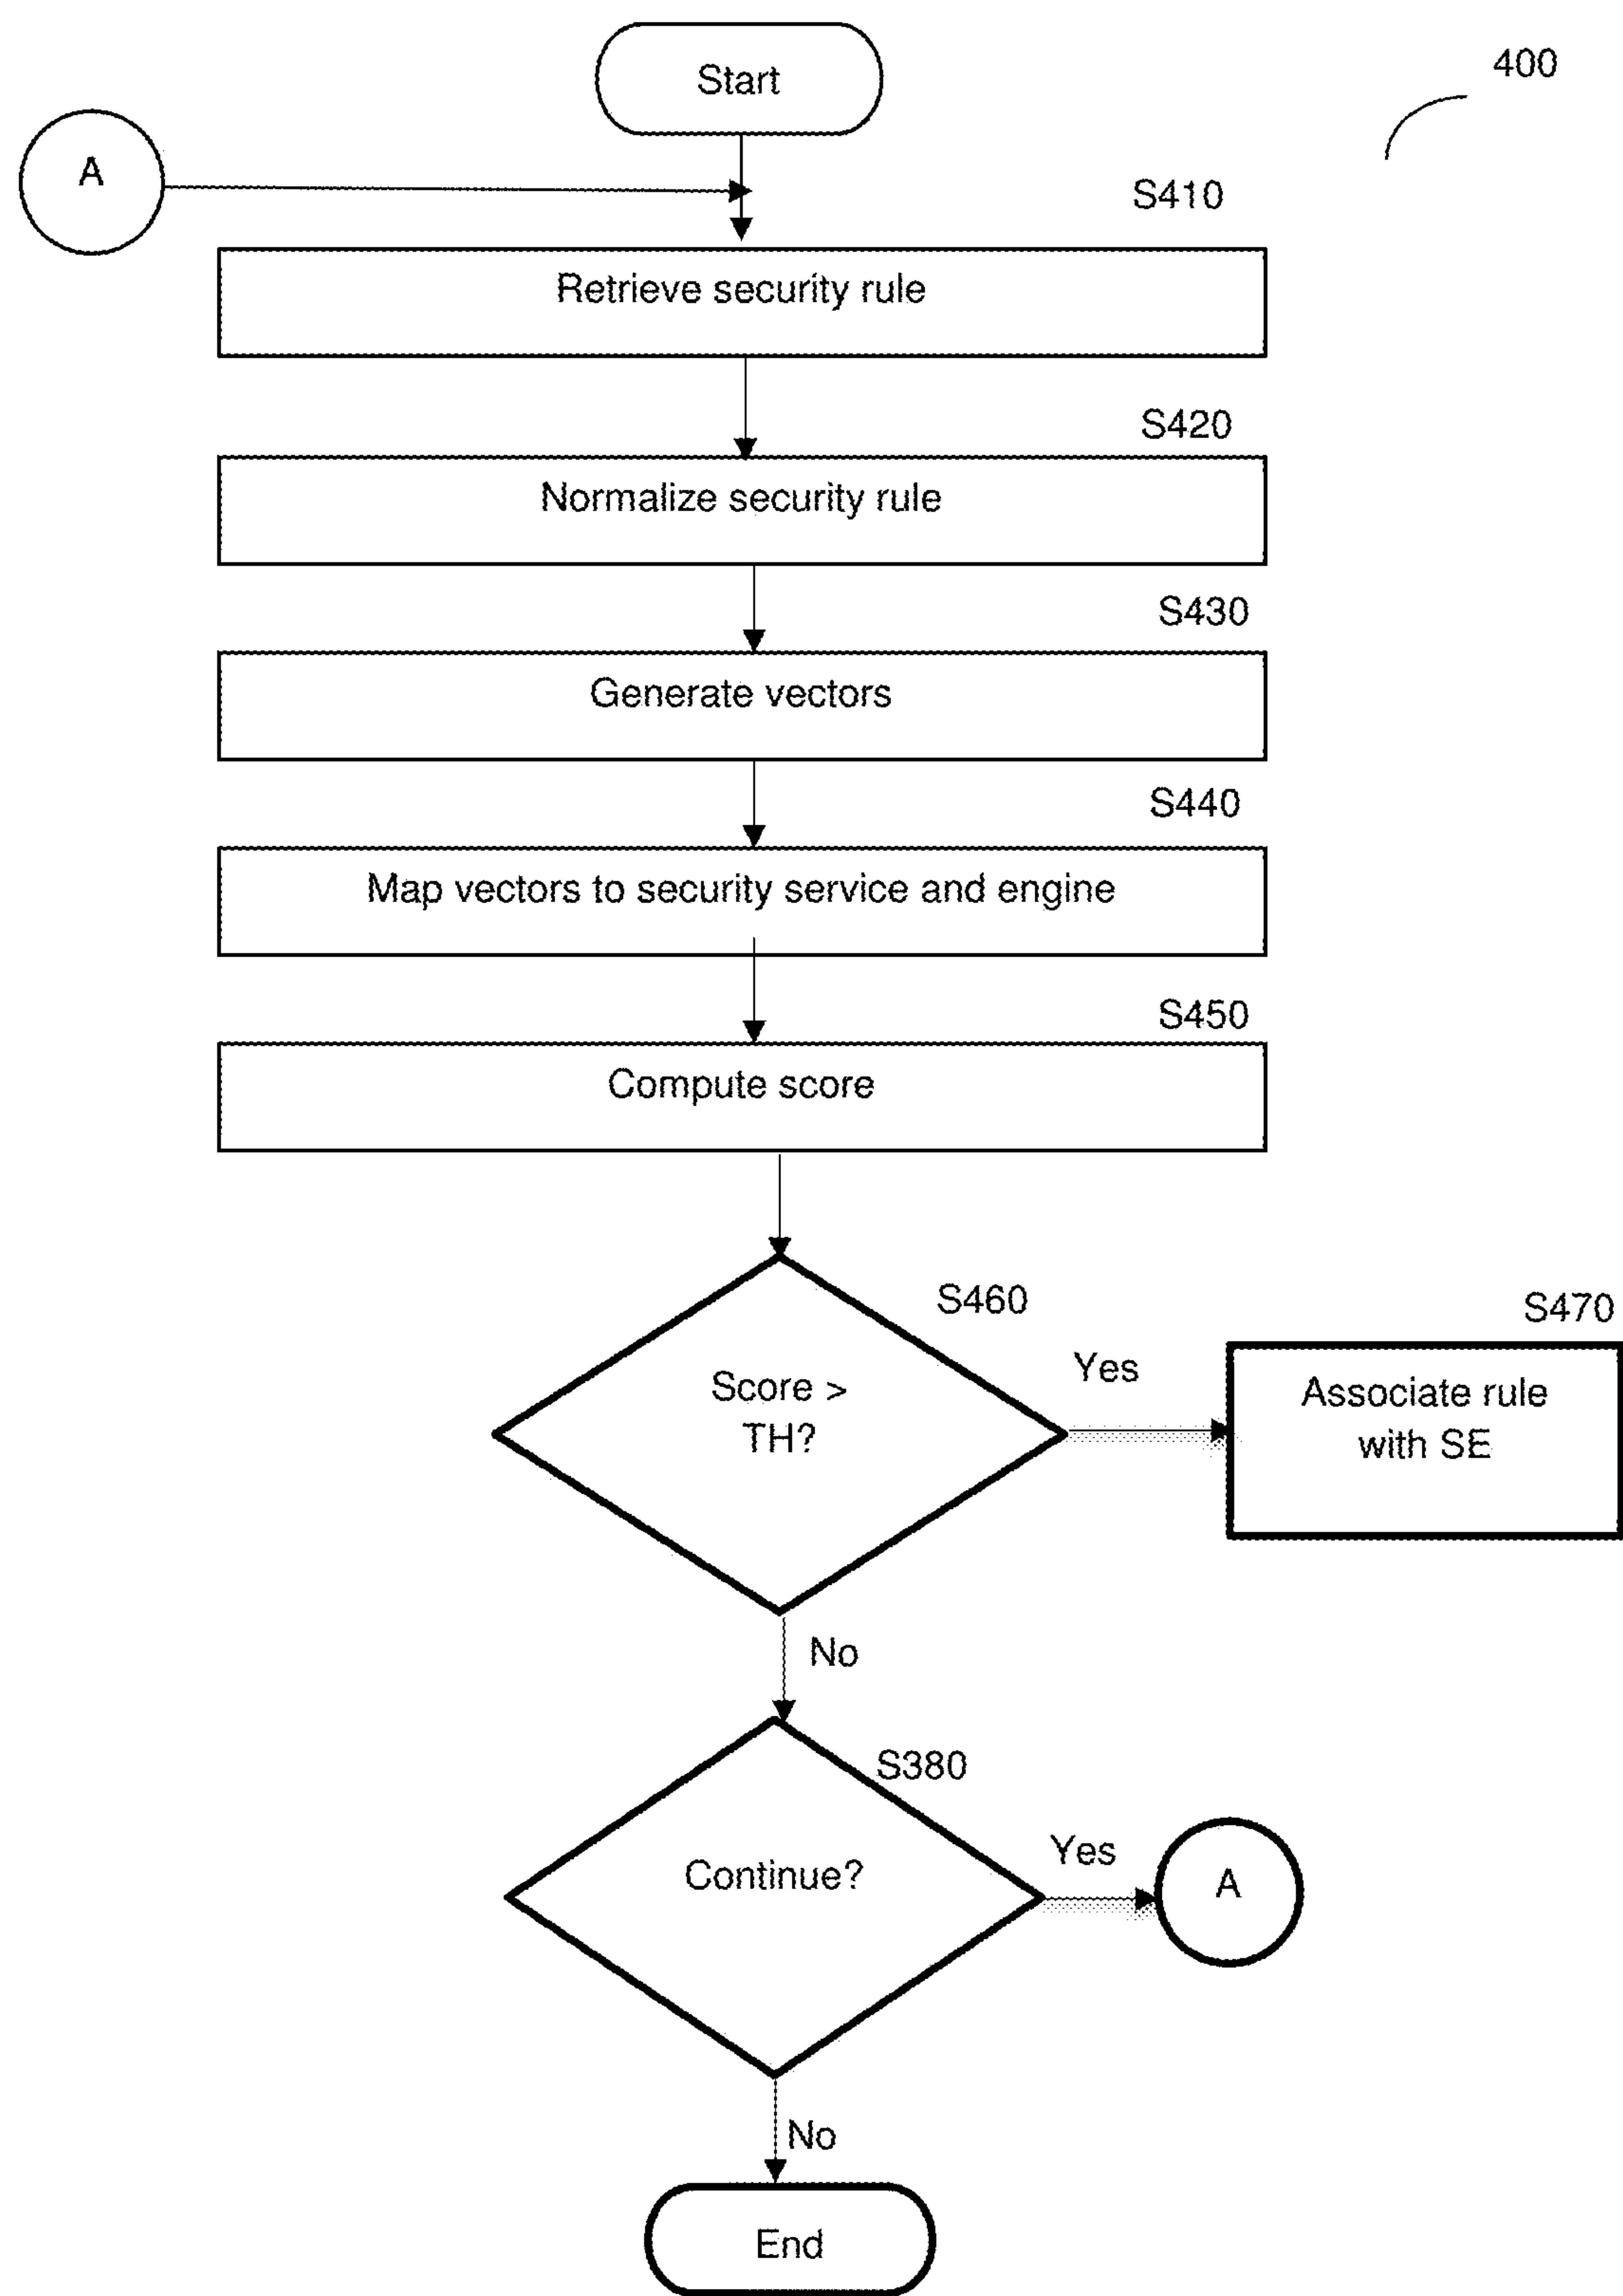 Start
400
A
S410
Retrieve security rule
S420
Normalize security rule
S430
Generate vectors
S440
Map vectors to security service and engine
S450
Compute score
S460
S470
Score >
TH?
Yes
Associate rule
with SE
No
S380
Continue?
Yes
A
No
End